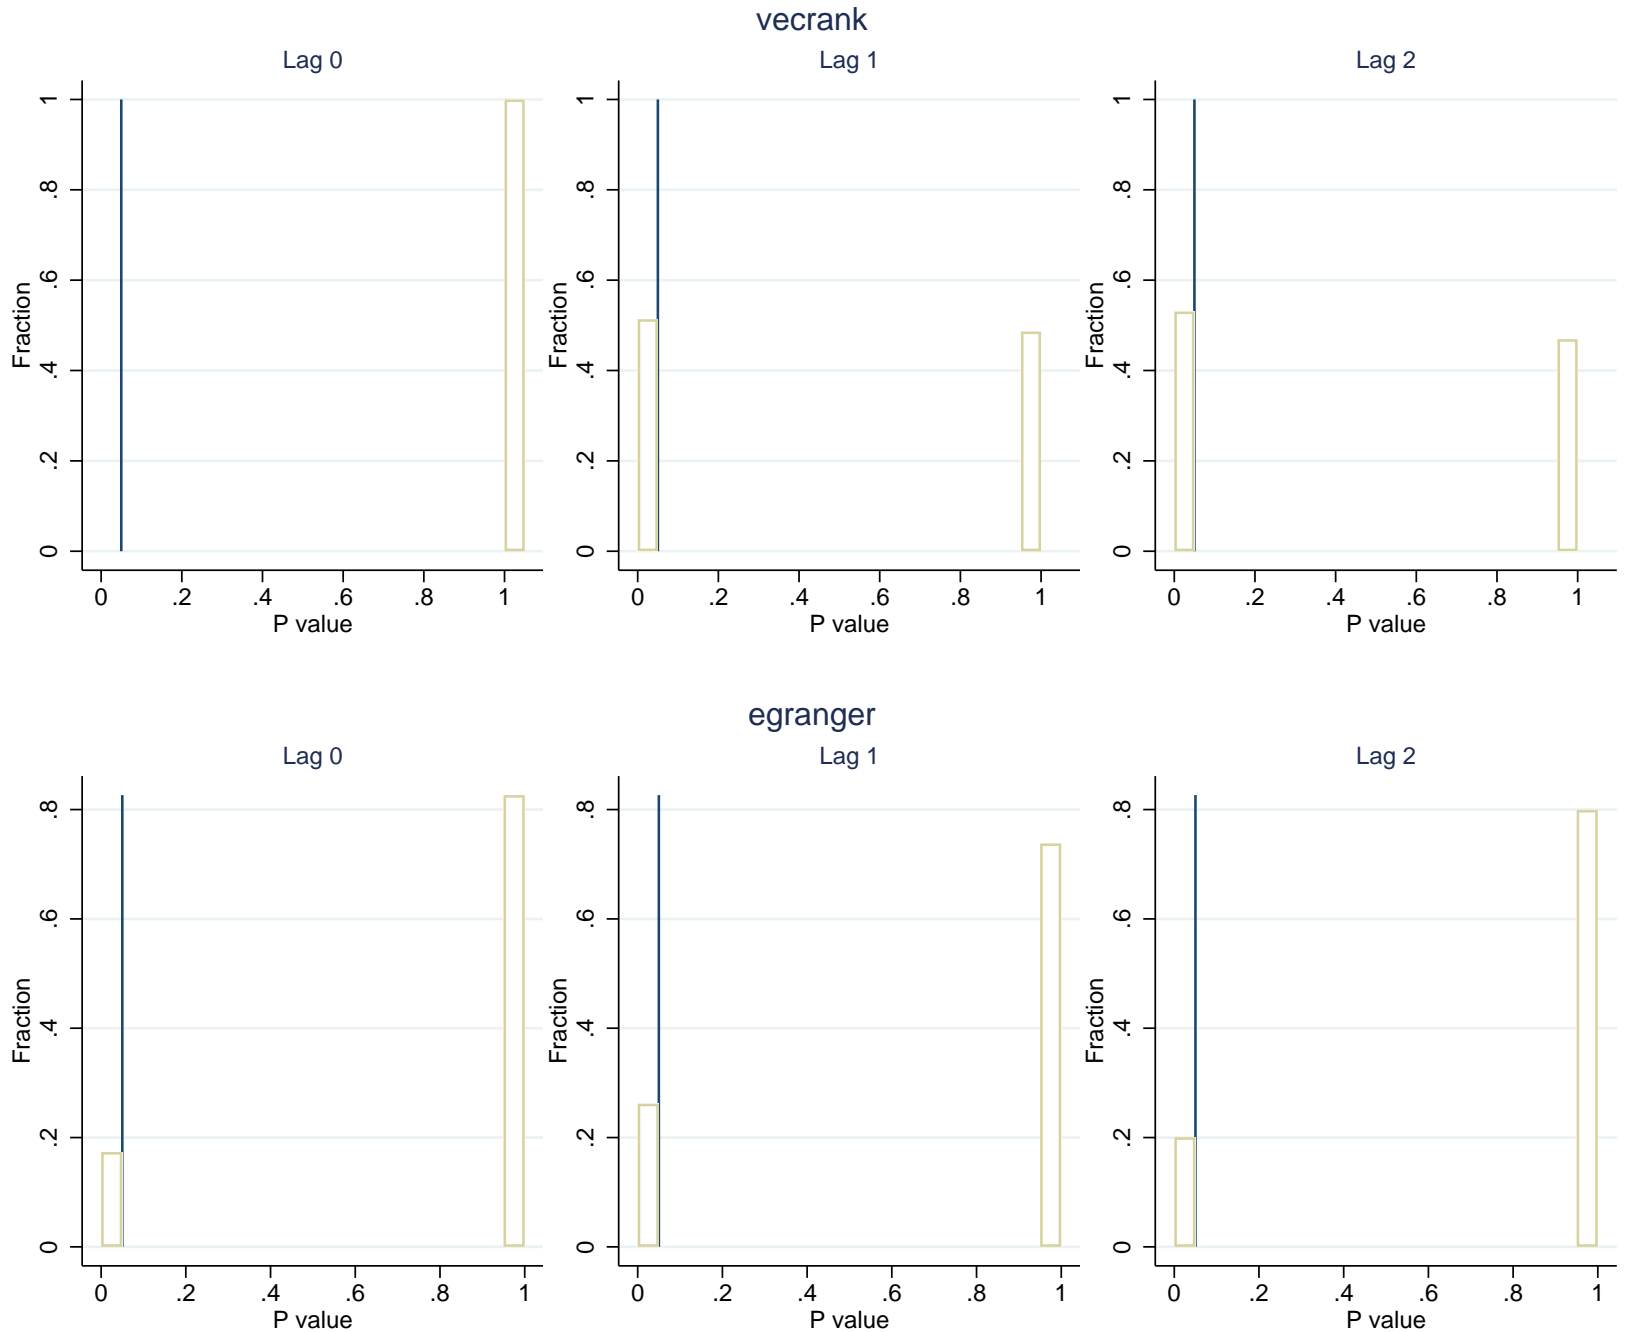 vecrank
Lag 0
Lag 1
Lag 2
Fraction
0 .2 .4 .6 .8 1
0 .2 .4 .6 .8 1
P value
Fraction
0 .2 .4 .6 .8 1
0 .2 .4 .6 .8 1
P value
Fraction
0 .2 .4 .6 .8 1
0 .2 .4 .6 .8 1
P value
egranger
Lag 0
Lag 1
Lag 2
Fraction
0 .2 .4 .6 .8
0 .2 .4 .6 .8 1
P value
Fraction
0 .2 .4 .6 .8
0 .2 .4 .6 .8 1
P value
Fraction
0 .2 .4 .6 .8
0 .2 .4 .6 .8 1
P value